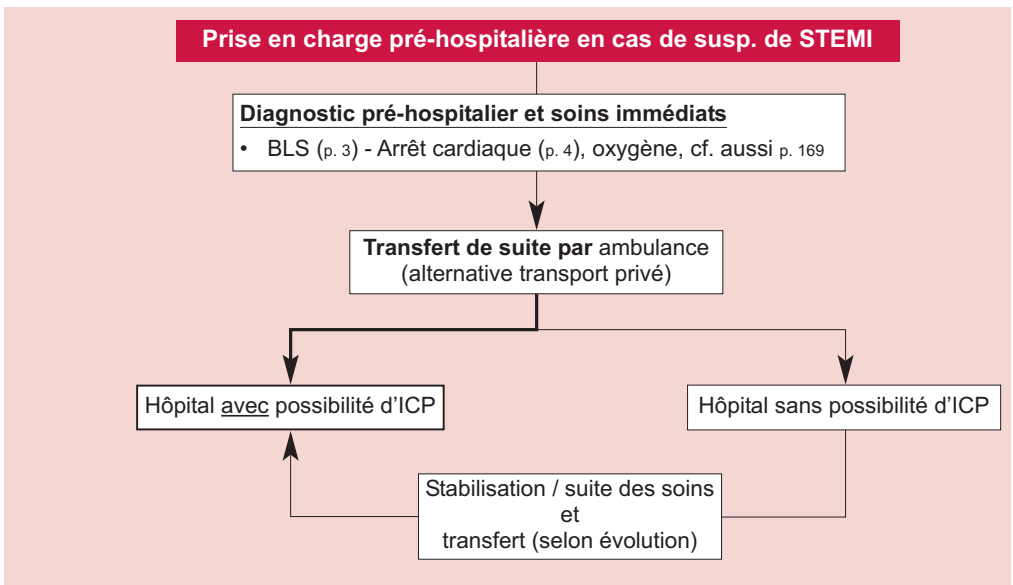 Prise en charge pré-hospitalière en cas de susp. de STEMI
Diagnostic pré-hospitalier et soins immédiats
• BLS (p. 3) - Arrêt cardiaque (p. 4), oxygène, cf. aussi p. 169
Transfert de suite par ambulance
(alternative transport privé)
Hôpital avec possibilité d'ICP
Hôpital sans possibilité d'ICP
Stabilisation / suite des soins
et
transfert (selon évolution)